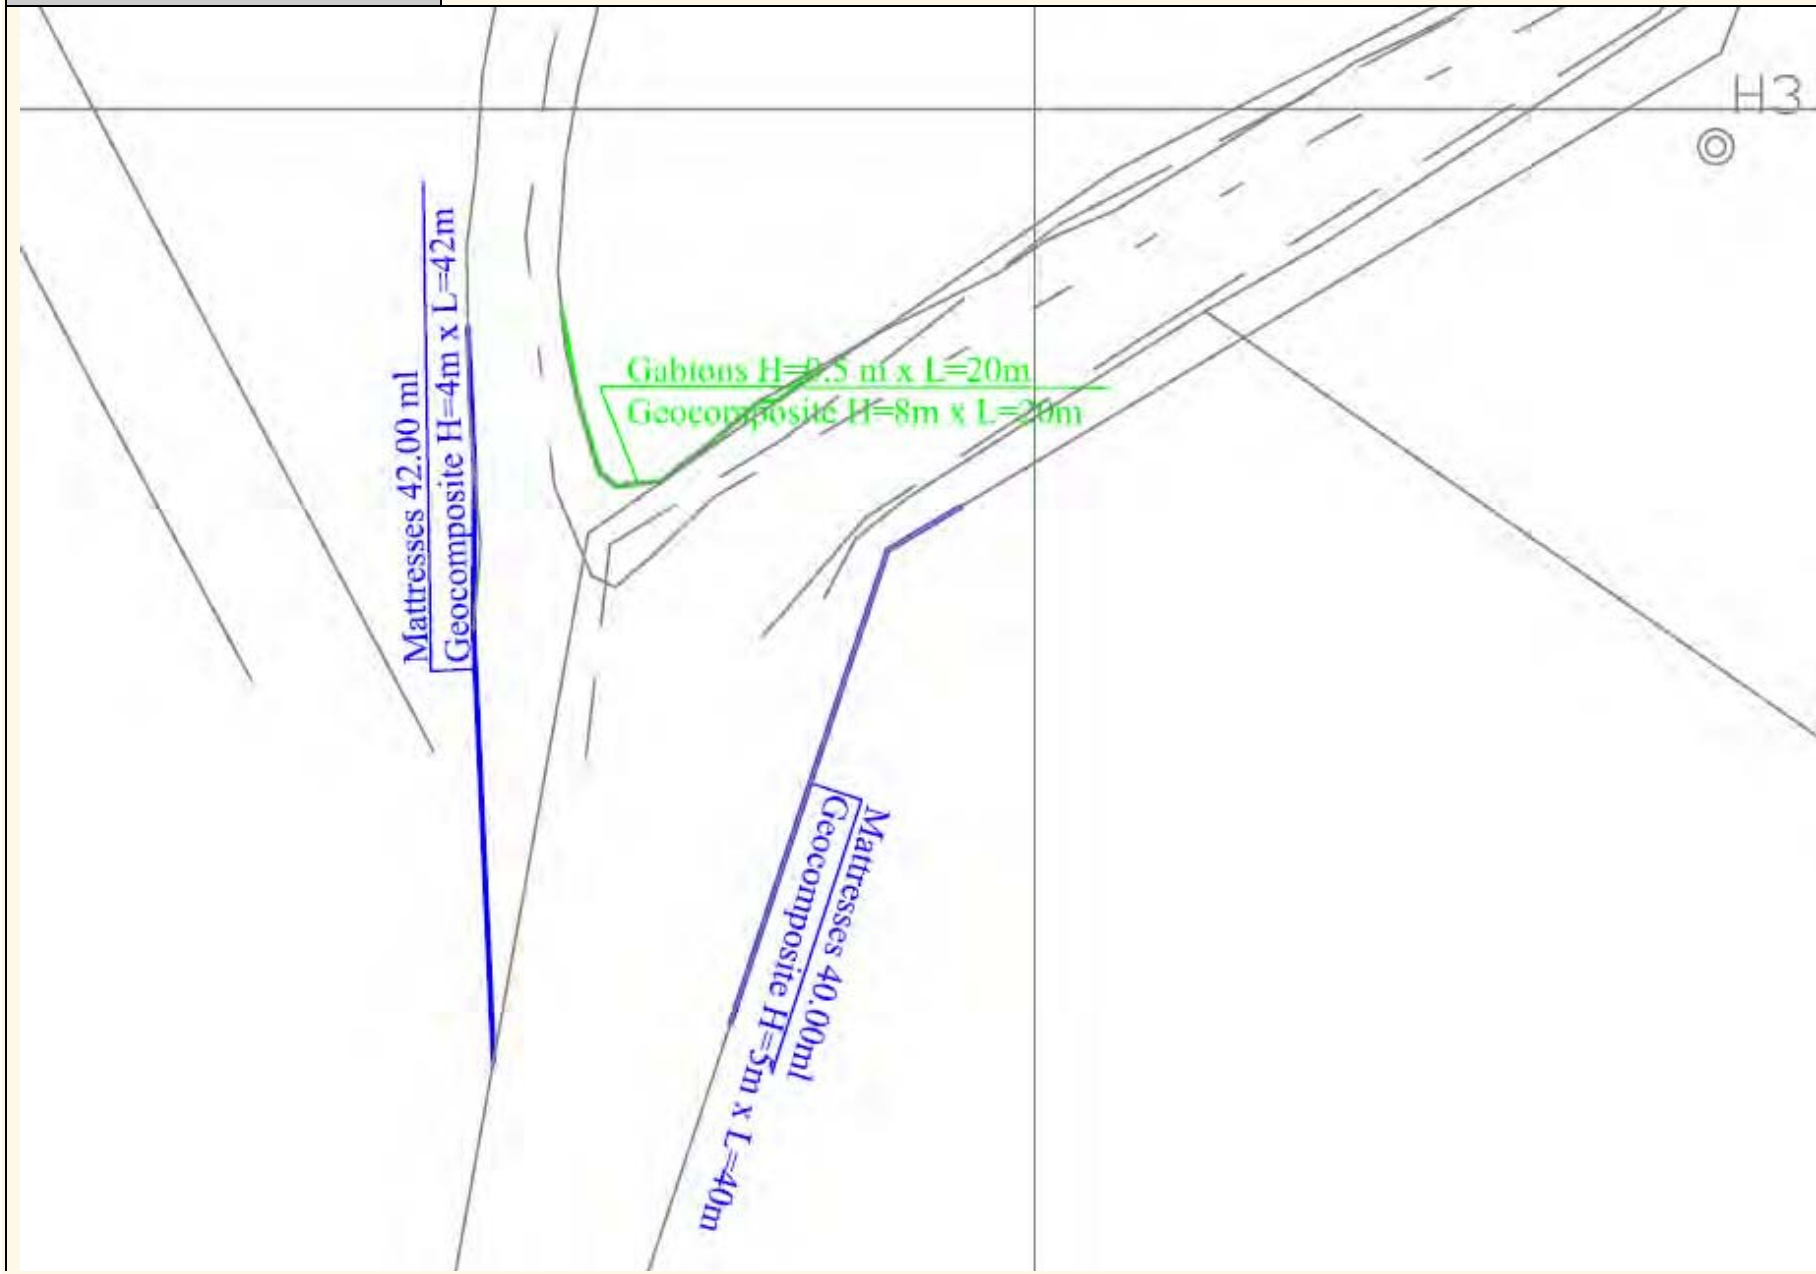 H3
Mattresses 42.00 ml
Geocomposite H=4m x L=42m
Gabions H=0.5 m x L=20m
Geocomposite H=8m x L=20m
Mattresses 40.00ml
Geocomposite H=5m x L=40m